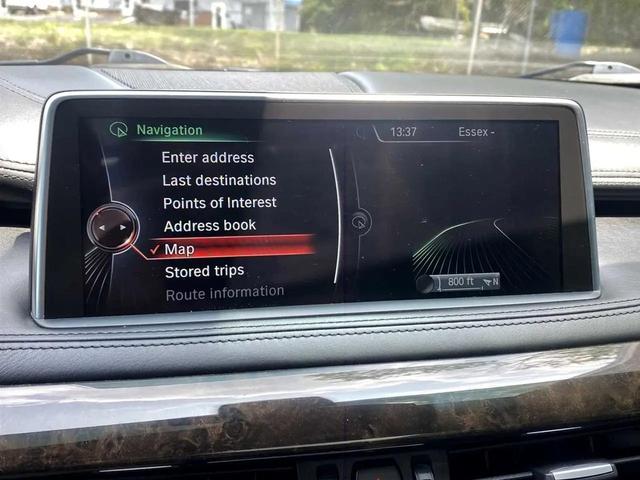 Navigation
13:37
Essex -
Enter address
Last destinations
Points of Interest
Address book
Map
Stored trips
Route information
800 ft
N